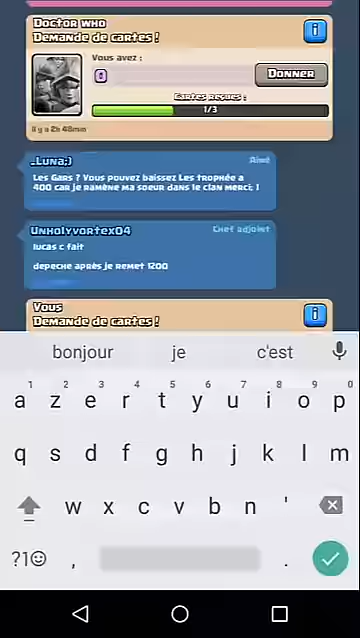 Doctor who
Demande de cartes !
i
Vous avez :
0
Donner
Cartes reçues :
1/3
Il y a 2h 48min
_Luna;)
Aîné
Les Gars ? Vous pouvez baissez Les trophée a
400 car je ramène ma soeur dans le clan merci; !
UnholyVortex04
Chef adjoint
lucas c fait
depeche après je remet 1200
Vous
Demande de cartes !
i
bonjour je c'est
1 2 3 4 5 6 7 8 9 0
a z e r t y u i o p
q s d f g h j k l m
w x c v b n '
?1☺ , .